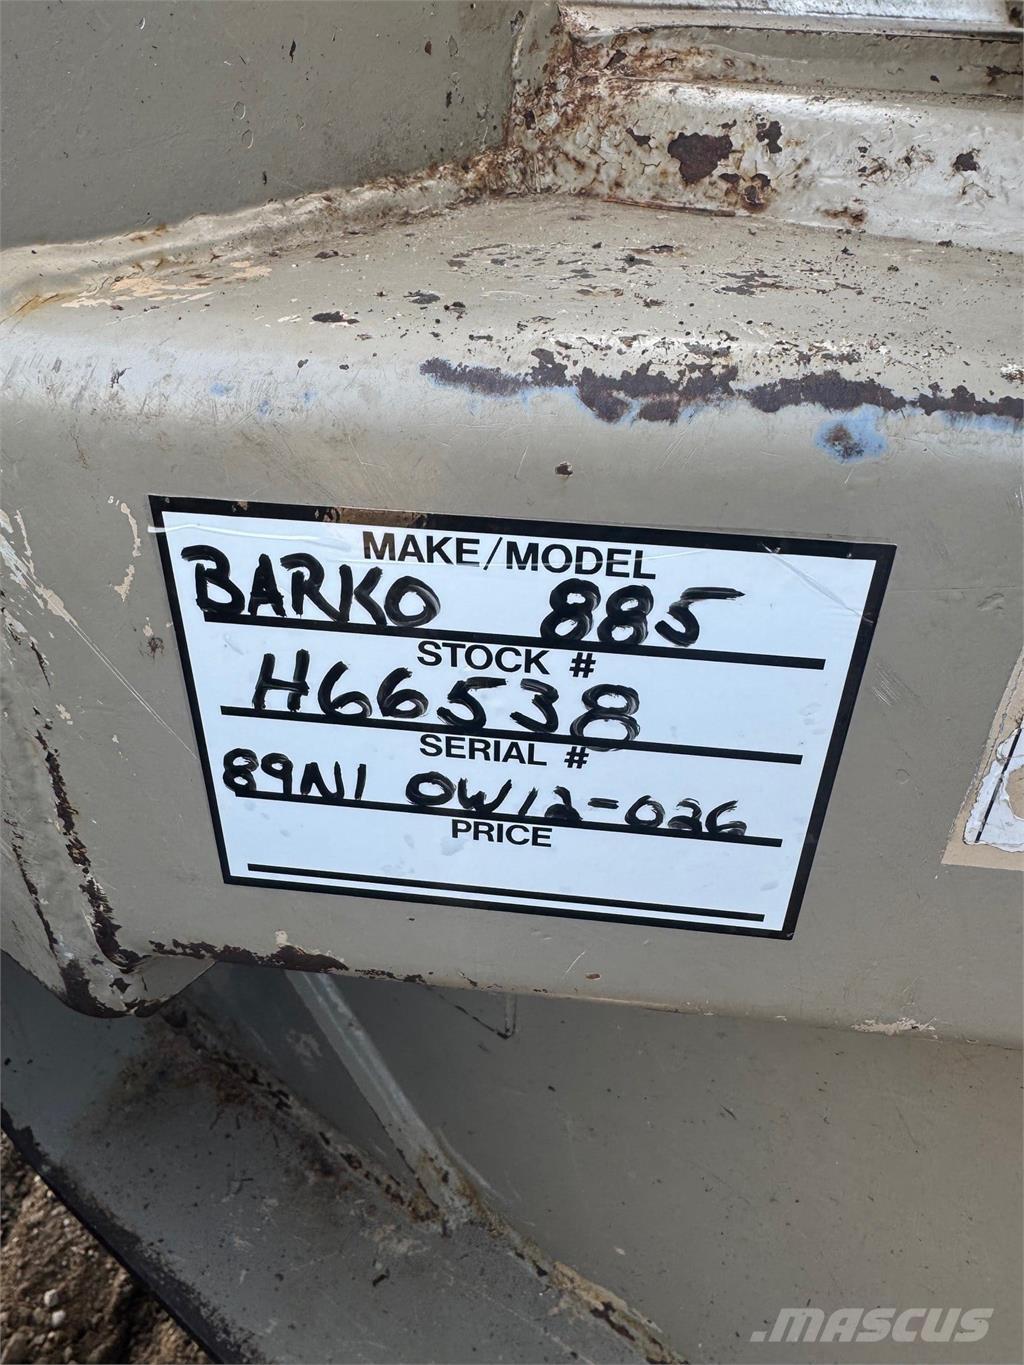 MAKE/MODEL
BARKO 885
STOCK #
H66538
SERIAL #
89N1 OW12-026
PRICE
.MASCUS